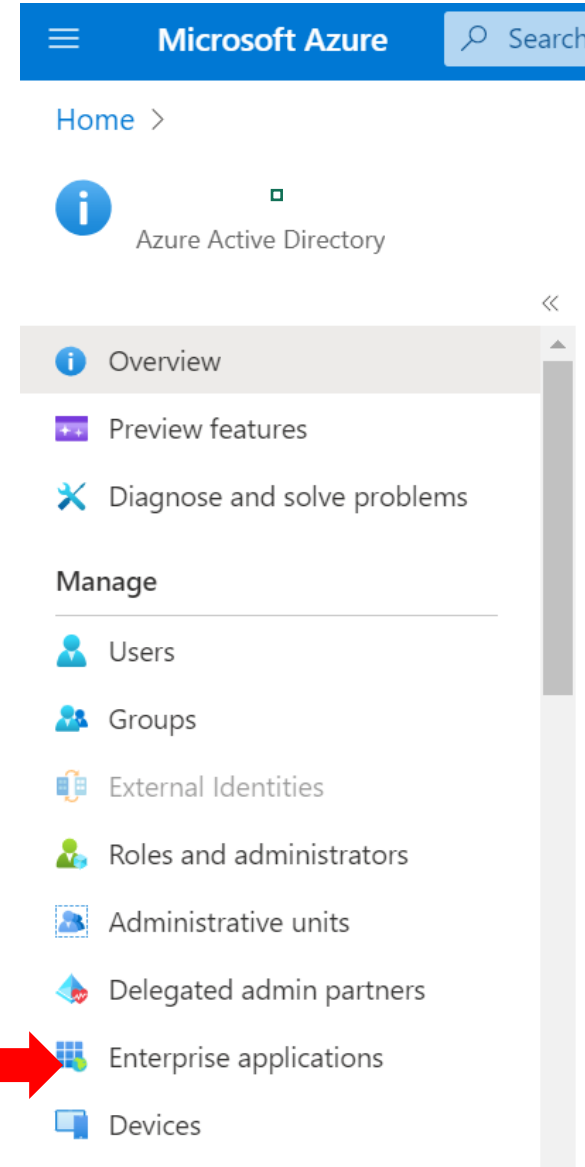 Microsoft Azure
Search
Home >
Azure Active Directory
Overview
Preview features
Diagnose and solve problems
Manage
Users
Groups
External Identities
Roles and administrators
Administrative units
Delegated admin partners
Enterprise applications
Devices